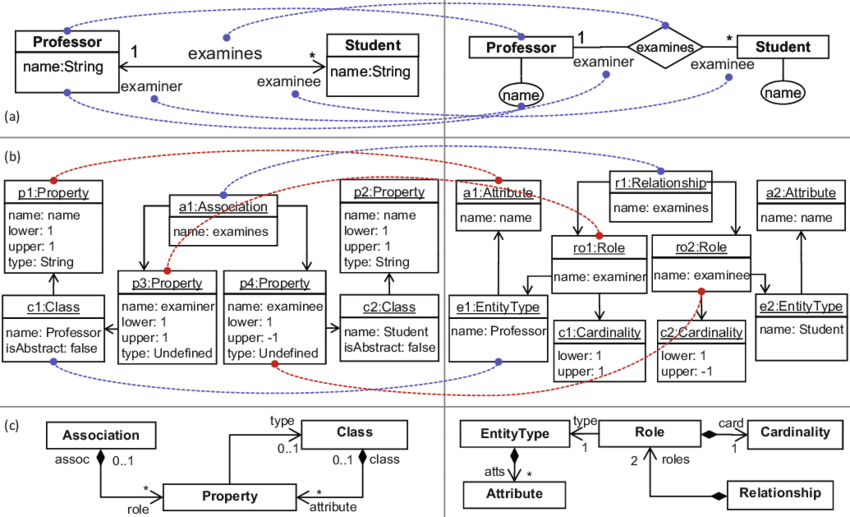 Professor
name:String
1
examines
*
Student
name:String
examiner
examinee
(a)
Professor
1
examines
*
Student
examiner
examinee
name
name
(b)
p1:Property
name: name
lower: 1
upper: 1
type: String
a1:Association
name: examines
p2:Property
name: name
lower: 1
upper: 1
type: String
c1:Class
name: Professor
isAbstract: false
p3:Property
name: examiner
lower: 1
upper: 1
type: Undefined
p4:Property
name: examinee
lower: 1
upper: -1
type: Undefined
c2:Class
name: Student
isAbstract: false
a1:Attribute
name: name
r1:Relationship
name: examines
a2:Attribute
name: name
ro1:Role
name: examiner
ro2:Role
name: examinee
e1:EntityType
name: Professor
c1:Cardinality
lower: 1
upper: 1
c2:Cardinality
lower: 1
upper: -1
e2:EntityType
name: Student
(c)
Association
assoc
0..1
*
role
Property
type
0..1
Class
0..1
class
*
attribute
EntityType
type
1
Role
card
1
Cardinality
atts
*
Attribute
2
roles
Relationship